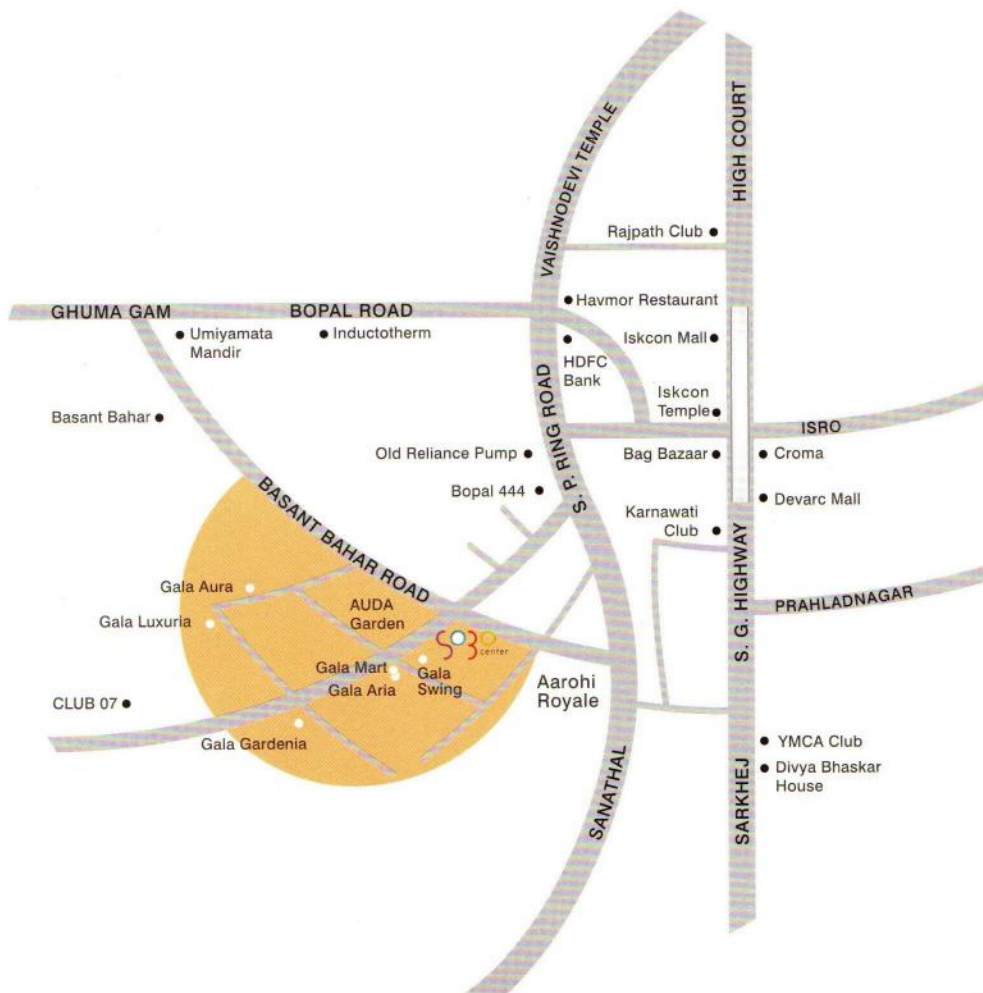 HIGH COURT
VAISHNODEVI TEMPLE
Rajpath Club
Havmor Restaurant
GHUMA GAM
BOPAL ROAD
Umiyamata
Mandir
Inductotherm
HDFC
Bank
Iskcon Mall
Iskcon
Temple
Basant Bahar
ISRO
S. P. RING ROAD
Old Reliance Pump
Bag Bazaar
Croma
Bopal 444
Devarc Mall
Karnawati
Club
BASANT BAHAR ROAD
Gala Aura
AUDA
Garden
PRAHLADNAGAR
Gala Luxuria
S. G. HIGHWAY
center
Gala Mart
Gala
Swing
Gala Aria
Aarohi
Royale
CLUB 07
Gala Gardenia
YMCA Club
Divya Bhaskar
House
SANATHAL
SARKHEJ